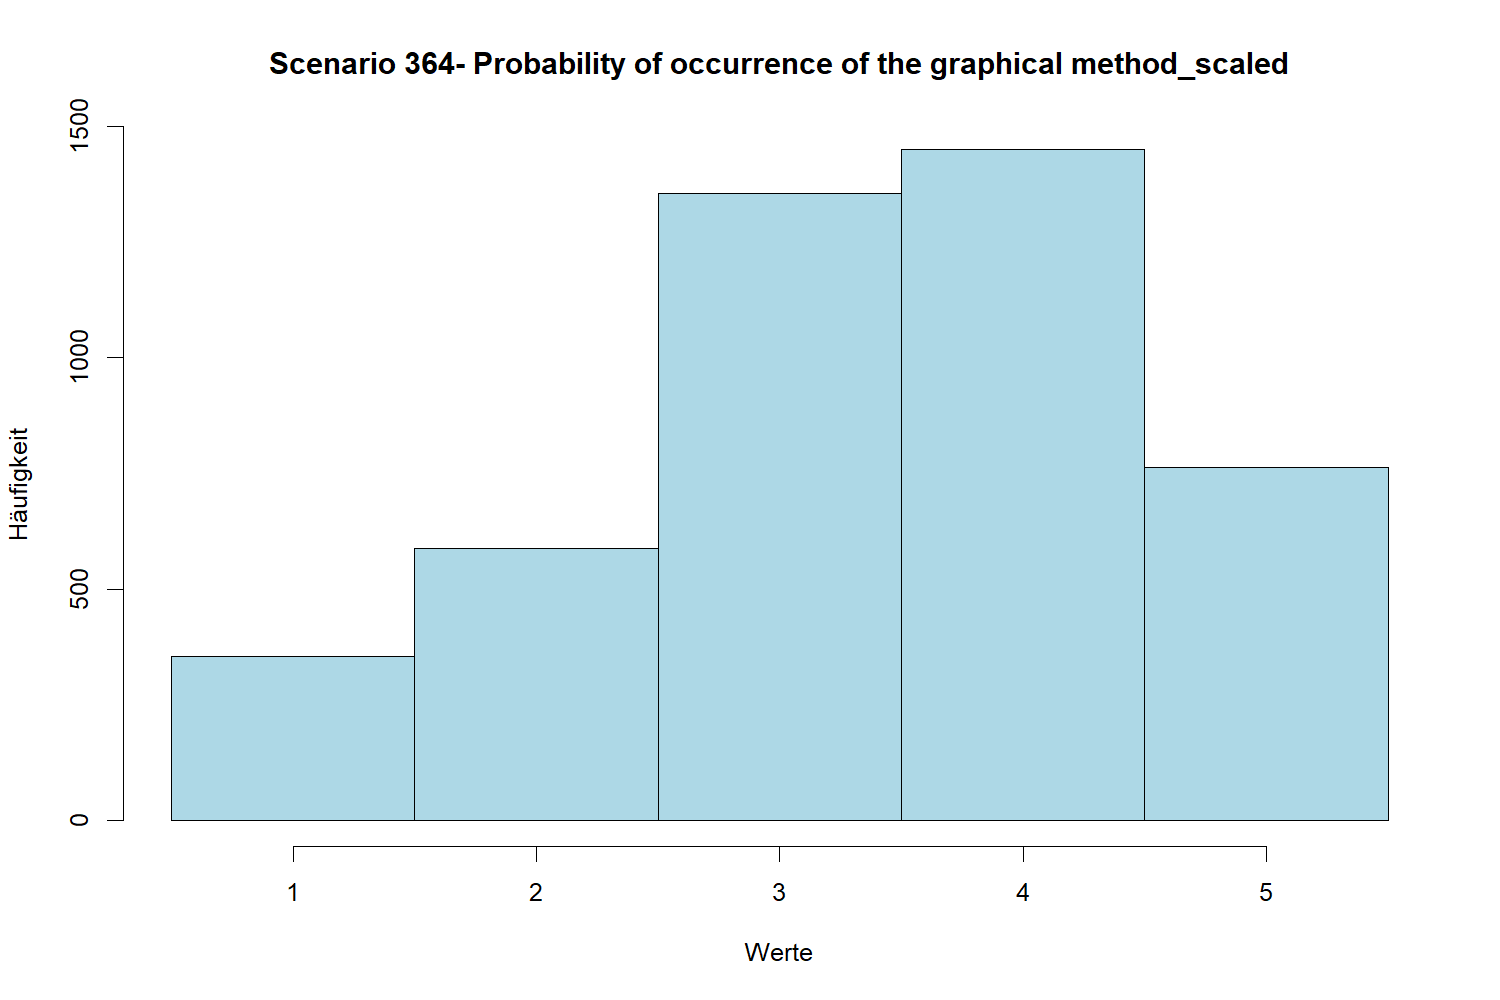 Scenario 364- Probability of occurrence of the graphical method_scaled
1500
1000
500
0
Häufigkeit
1 2 3 4 5
Werte